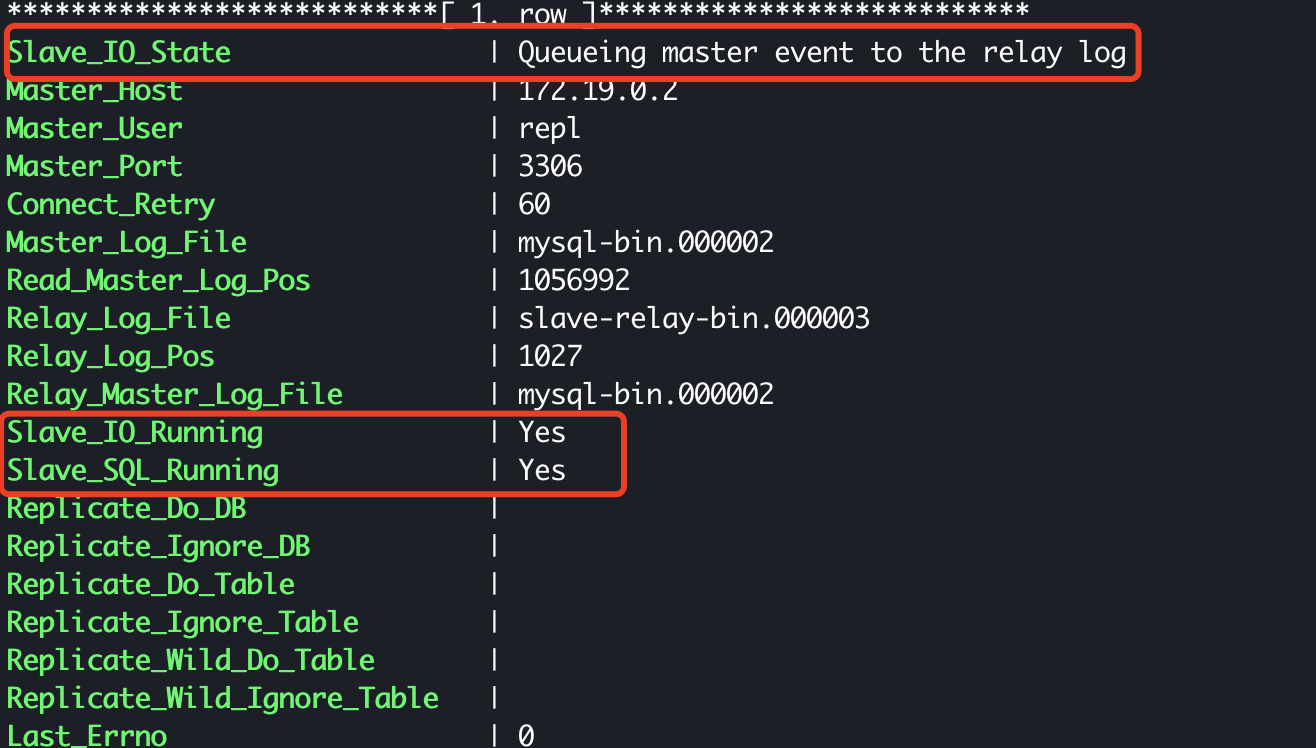 ***************************[ 1. row ]***************************
Slave_IO_State | Queueing master event to the relay log
Master_Host | 172.19.0.2
Master_User | repl
Master_Port | 3306
Connect_Retry | 60
Master_Log_File | mysql-bin.000002
Read_Master_Log_Pos | 1056992
Relay_Log_File | slave-relay-bin.000003
Relay_Log_Pos | 1027
Relay_Master_Log_File | mysql-bin.000002
Slave_IO_Running | Yes
Slave_SQL_Running | Yes
Replicate_Do_DB |
Replicate_Ignore_DB |
Replicate_Do_Table |
Replicate_Ignore_Table |
Replicate_Wild_Do_Table |
Replicate_Wild_Ignore_Table |
Last_Errno | 0